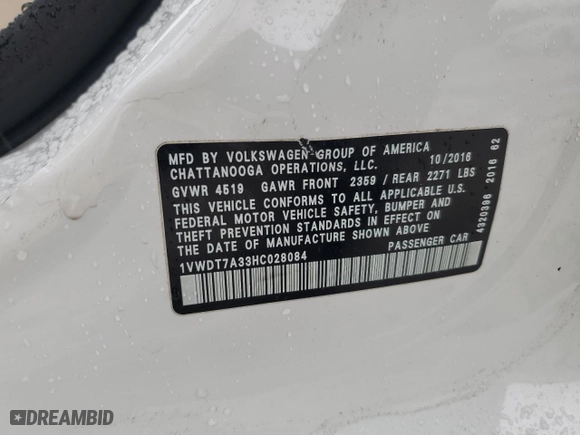 MFD BY VOLKSWAGEN GROUP OF AMERICA
CHATTANOOGA OPERATIONS, LLC. 10/2016
GVWR 4519 GAWR FRONT 2359 / REAR 2271 LBS
THIS VEHICLE CONFORMS TO ALL APPLICABLE U.S.
FEDERAL MOTOR VEHICLE SAFETY, BUMPER AND
THEFT PREVENTION STANDARDS IN EFFECT ON
THE DATE OF MANUFACTURE SHOWN ABOVE
1VWDT7A33HC028084 PASSENGER CAR
4320396 2016 62
DREAMBID